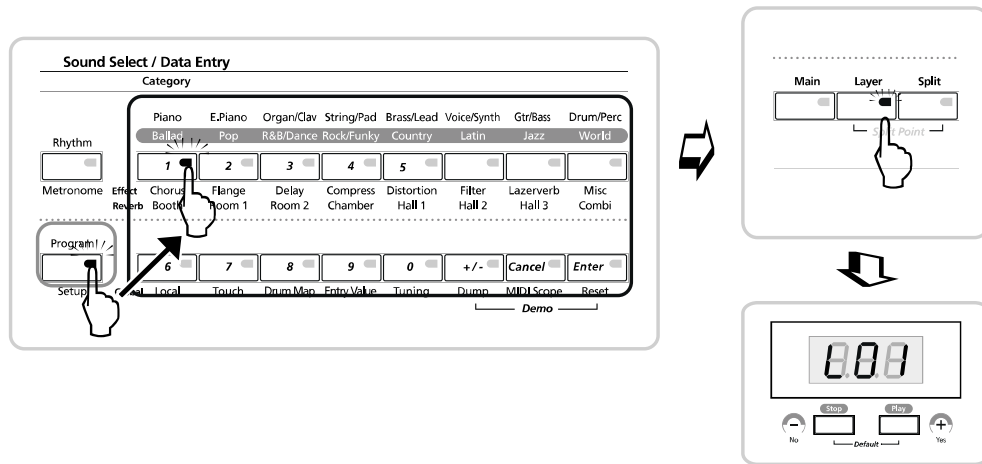 Sound Select / Data Entry
Category
Piano E.Piano Organ/Clav String/Pad Brass/Lead Voice/Synth Gtr/Bass Drum/Perc
Ballad Pop R&B/Dance Rock/Funky Country Latin Jazz World
Rhythm
1 2 3 4 5
Metronome Effect Chorus Flange Delay Compress Distortion Filter Lazerverb Misc
Reverb Booth Room 1 Room 2 Chamber Hall 1 Hall 2 Hall 3 Combi
Program
6 7 8 9 0 +/- Cancel Enter
Setup Local Touch Drum Map Entry Value Tuning Dump MIDI Scope Reset
Demo
Main Layer Split
Split Point
L01
Stop Play
No Default Yes